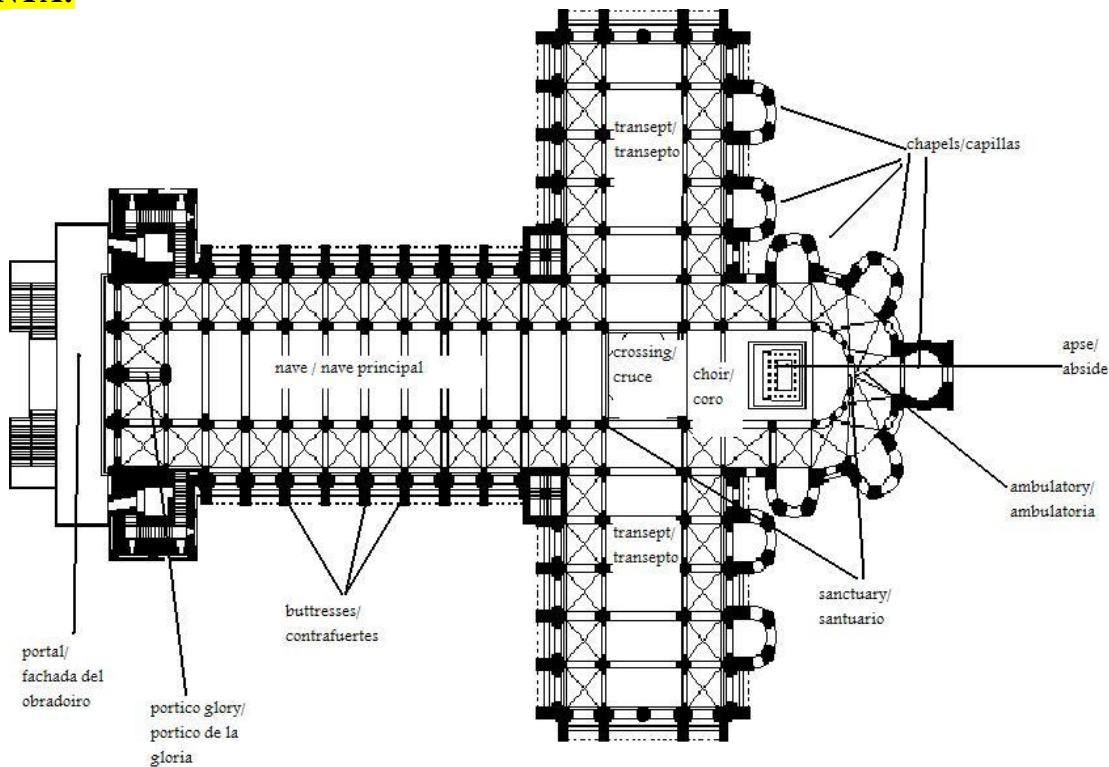 transept/
transepto
chapels/capillas
nave / nave principal
crossing/
cruce
choir/
coro
apse/
abside
ambulatory/
ambulatoria
transept/
transepto
sanctuary/
santuario
buttresses/
contrafuertes
portal/
fachada del
obradoiro
portico glory/
portico de la
gloria